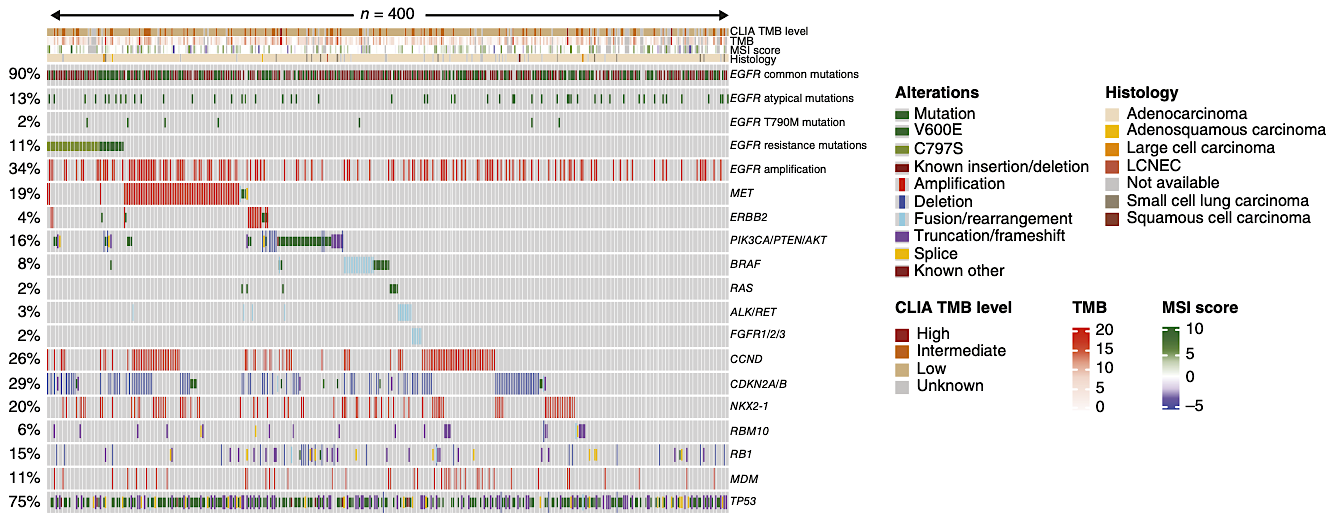 n = 400
CLIA TMB level
TMB
MSI score
Histology
90% EGFR common mutations
13% EGFR atypical mutations
2% EGFR T790M mutation
11% EGFR resistance mutations
34% EGFR amplification
19% MET
4% ERBB2
16% PIK3CA/PTEN/AKT
8% BRAF
2% RAS
3% ALK/RET
2% FGFR1/2/3
26% CCND
29% CDKN2A/B
20% NKX2-1
6% RBM10
15% RB1
11% MDM
75% TP53
Alterations
Mutation
V600E
C797S
Known insertion/deletion
Amplification
Deletion
Fusion/rearrangement
Truncation/frameshift
Splice
Known other
Histology
Adenocarcinoma
Adenosquamous carcinoma
Large cell carcinoma
LCNEC
Not available
Small cell lung carcinoma
Squamous cell carcinoma
CLIA TMB level
High
Intermediate
Low
Unknown
TMB
20
15
10
5
0
MSI score
10
5
0
–5